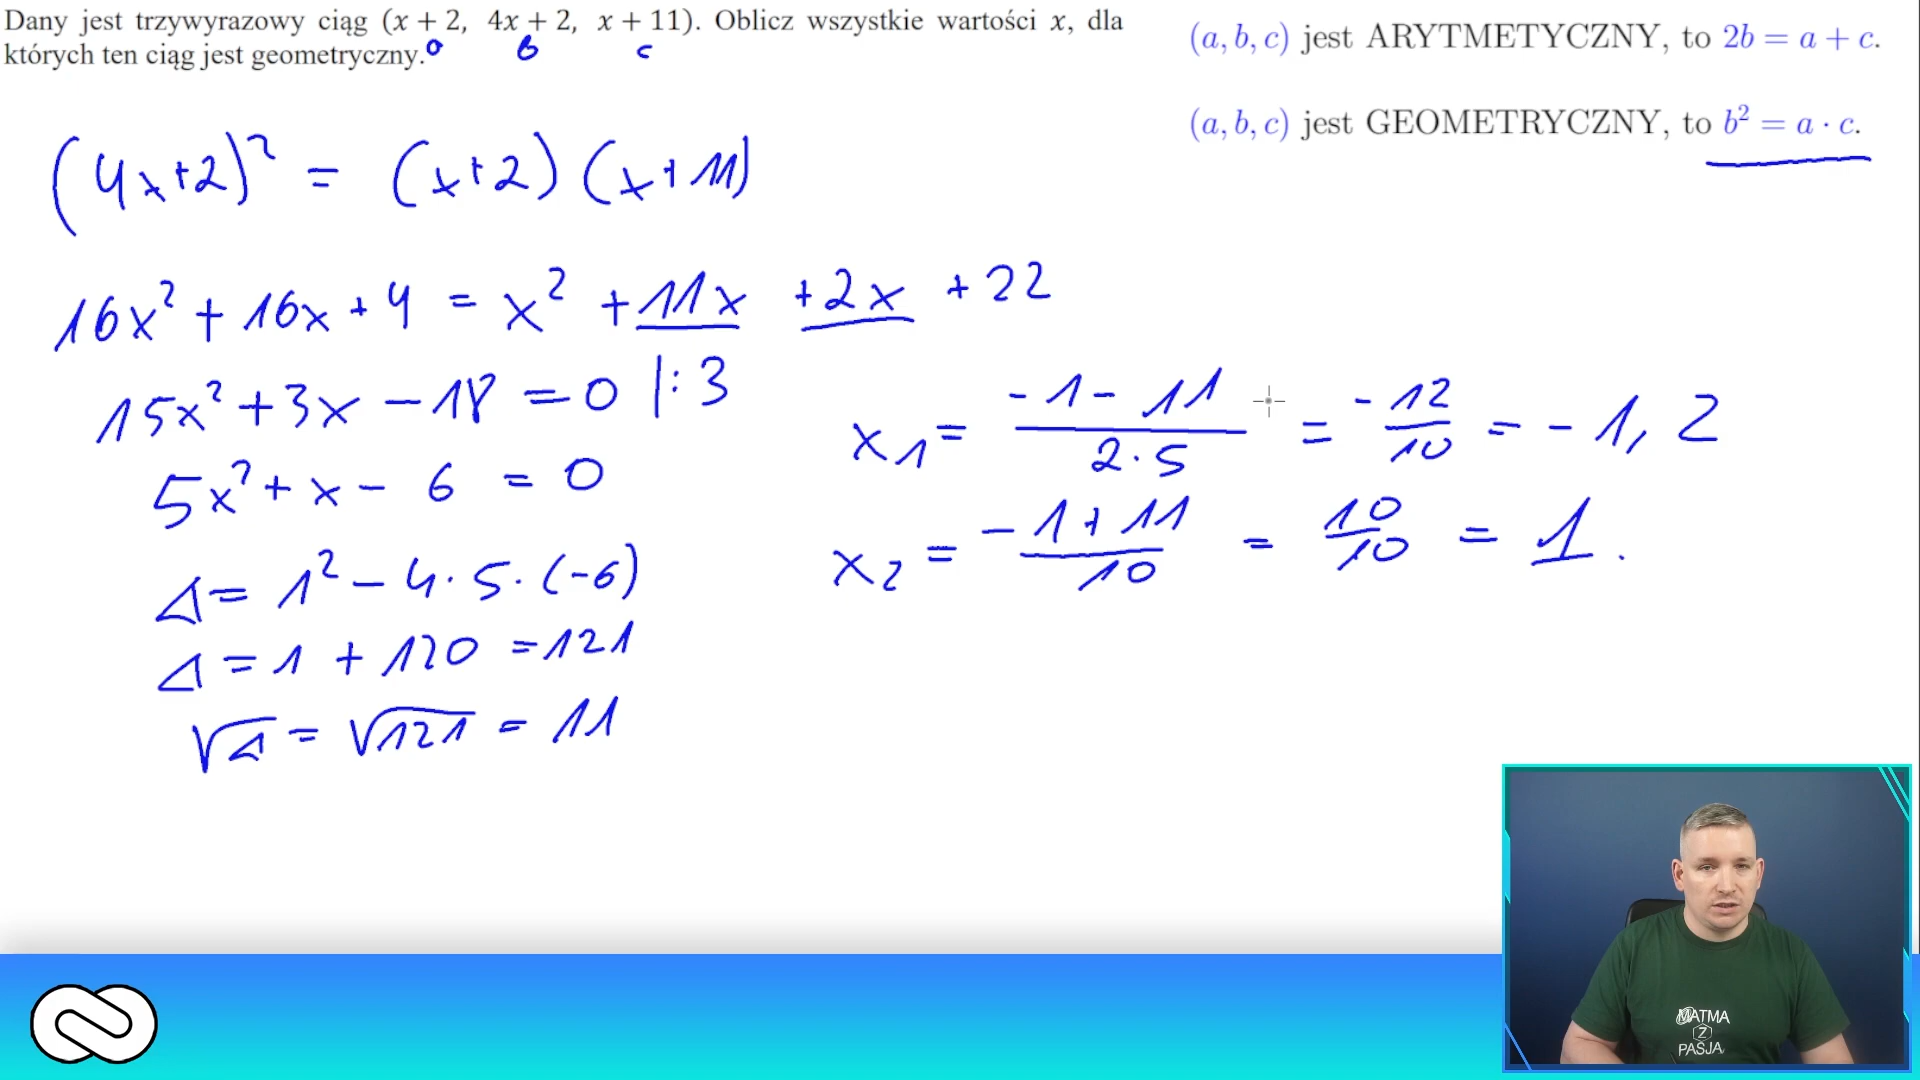 Dany jest trzywyrazowy ciąg (x + 2, 4x + 2, x + 11). Oblicz wszystkie wartości x, dla
których ten ciąg jest geometryczny.
a b c
(a, b, c) jest ARYTMETYCZNY, to 2b = a + c.
(a, b, c) jest GEOMETRYCZNY, to b² = a · c.
(4x+2)² = (x+2)(x+11)
16x² + 16x + 4 = x² + 11x + 2x + 22
15x² + 3x − 18 = 0 |: 3
5x² + x − 6 = 0
Δ = 1² − 4 · 5 · (−6)
Δ = 1 + 120 = 121
√Δ = √121 = 11
x₁ = (−1 − 11)/(2 · 5) = −12/10 = −1,2
x₂ = (−1 + 11)/10 = 10/10 = 1.
MATMA
Z
PASJĄ